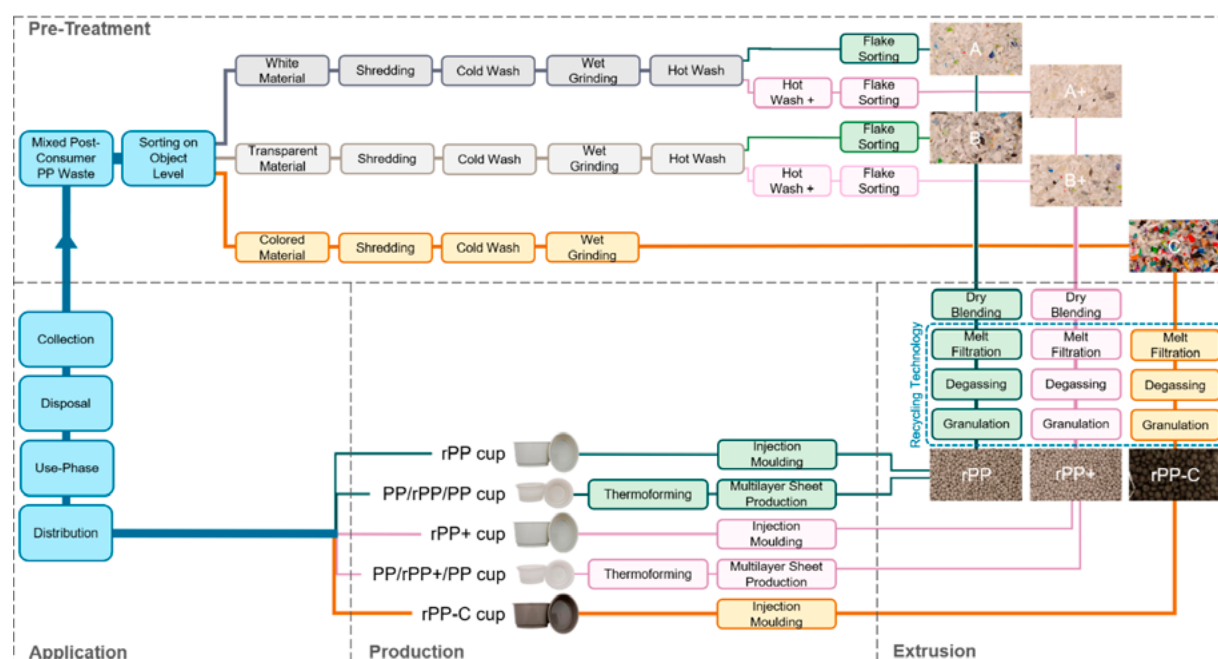 Pre-Treatment
White
Material
Shredding
Cold Wash
Wet
Grinding
Hot Wash
Flake
Sorting
A
Hot
Wash +
Flake
Sorting
A+
Mixed Post-
Consumer
PP Waste
Sorting on
Object
Level
Transparent
Material
Shredding
Cold Wash
Wet
Grinding
Hot Wash
Flake
Sorting
B
Hot
Wash +
Flake
Sorting
B+
Colored
Material
Shredding
Cold Wash
Wet
Grinding
C
Collection
Disposal
Use-Phase
Distribution
Dry
Blending
Dry
Blending
Recycling Technology
Melt
Filtration
Melt
Filtration
Melt
Filtration
Degassing
Degassing
Degassing
Granulation
Granulation
Granulation
rPP
rPP+
rPP-C
rPP cup
Injection
Moulding
PP/rPP/PP cup
Thermoforming
Multilayer Sheet
Production
rPP+ cup
Injection
Moulding
PP/rPP+/PP cup
Thermoforming
Multilayer Sheet
Production
rPP-C cup
Injection
Moulding
Application
Production
Extrusion